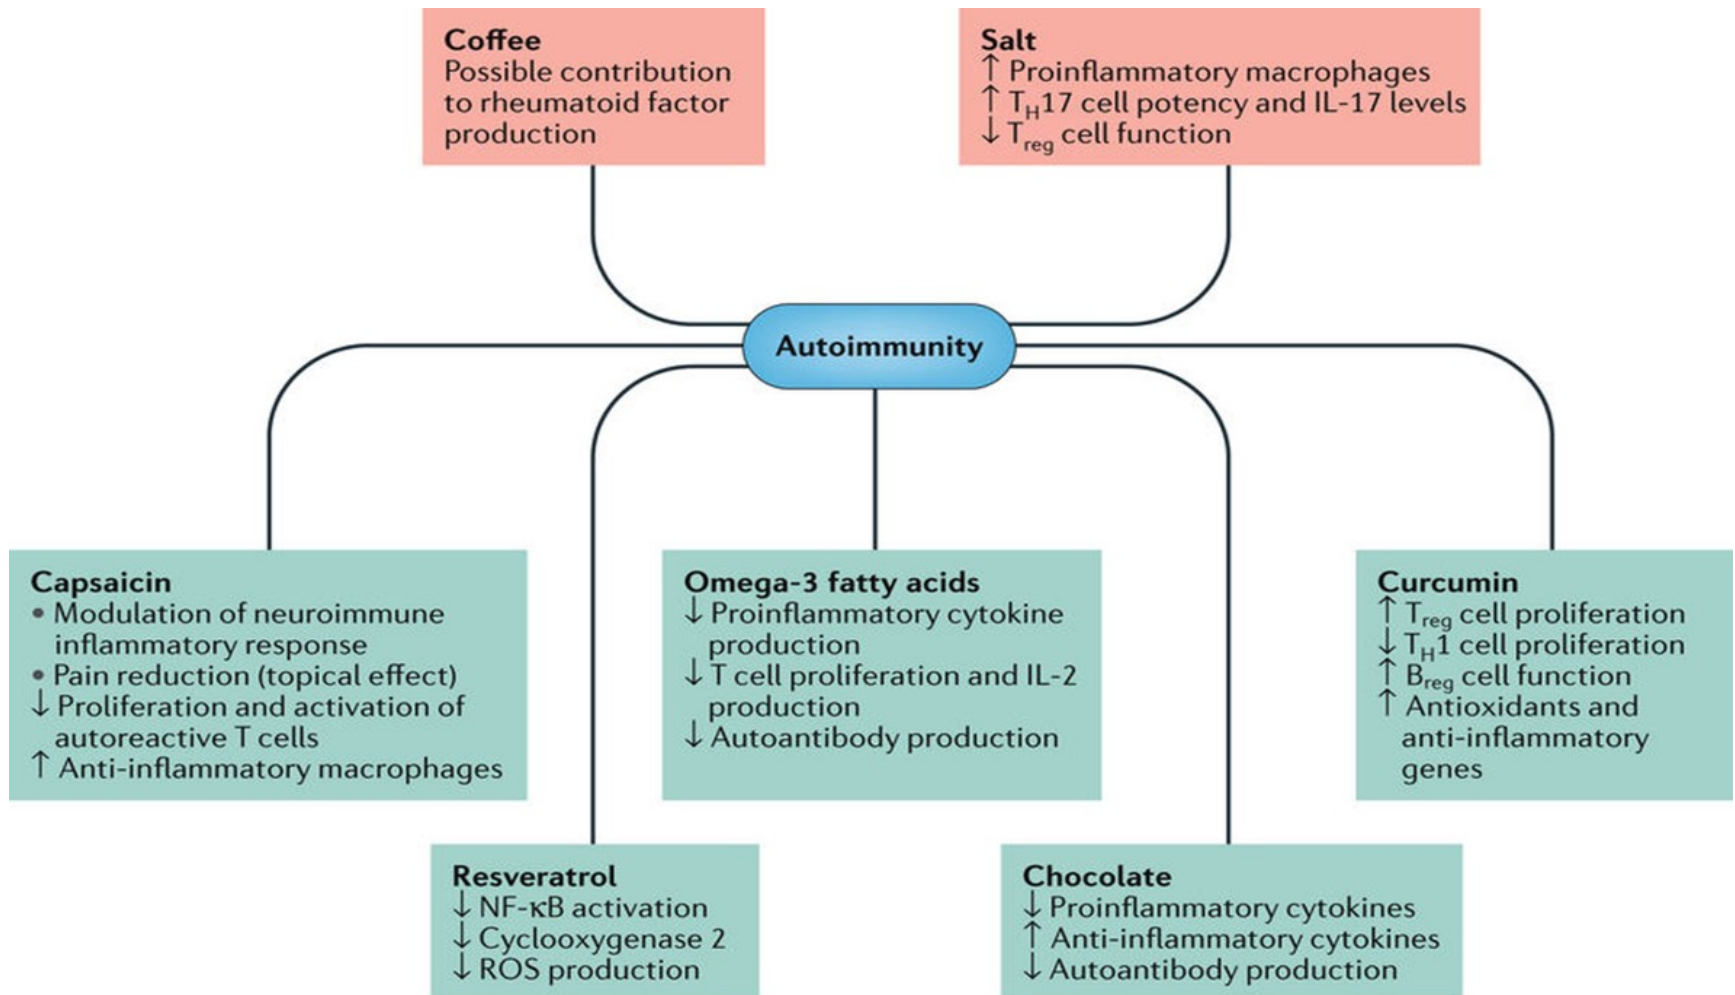 Coffee
Possible contribution
to rheumatoid factor
production
Salt
↑ Proinflammatory macrophages
↑ TH17 cell potency and IL-17 levels
↓ Treg cell function
Autoimmunity
Capsaicin
• Modulation of neuroimmune
inflammatory response
• Pain reduction (topical effect)
↓ Proliferation and activation of
autoreactive T cells
↑ Anti-inflammatory macrophages
Omega-3 fatty acids
↓ Proinflammatory cytokine
production
↓ T cell proliferation and IL-2
production
↓ Autoantibody production
Curcumin
↑ Treg cell proliferation
↓ TH1 cell proliferation
↑ Breg cell function
↑ Antioxidants and
anti-inflammatory
genes
Resveratrol
↓ NF-κB activation
↓ Cyclooxygenase 2
↓ ROS production
Chocolate
↓ Proinflammatory cytokines
↑ Anti-inflammatory cytokines
↓ Autoantibody production